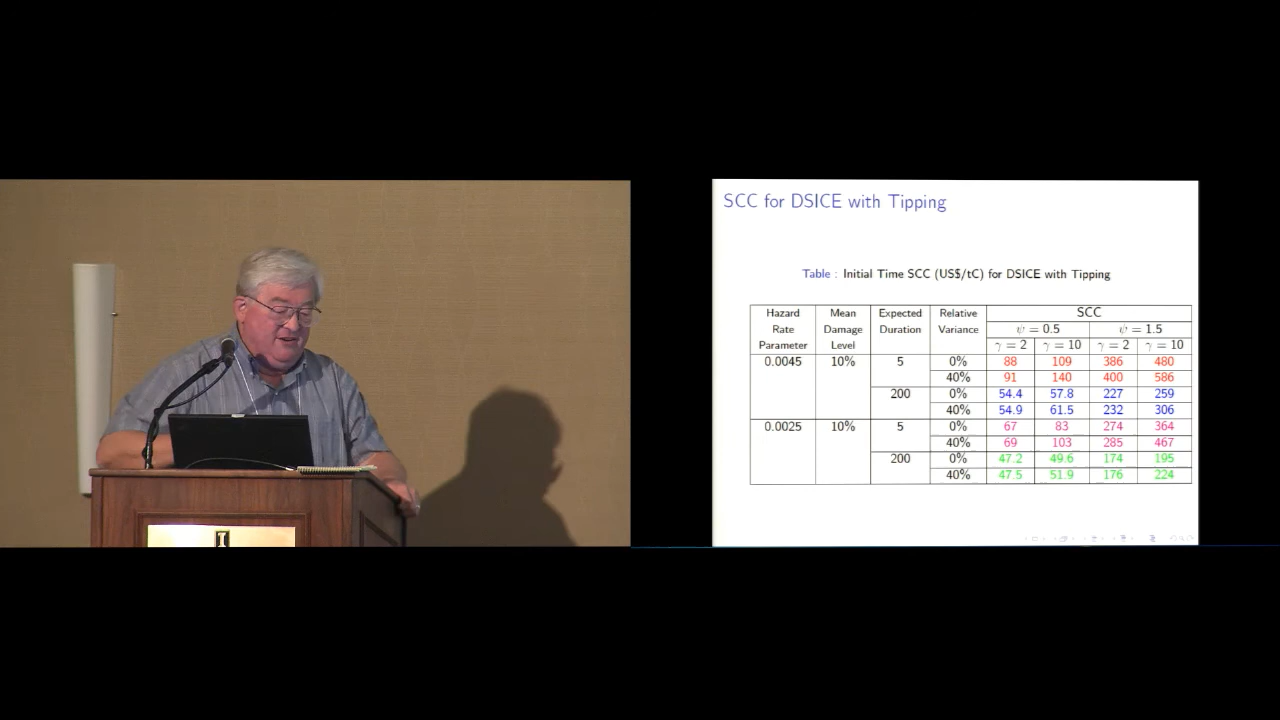 SCC for DSICE with Tipping
Table : Initial Time SCC (US$/tC) for DSICE with Tipping
Hazard Mean Expected Relative SCC
Rate Damage Duration Variance ψ = 0.5 ψ = 1.5
Parameter Level γ = 2 γ = 10 γ = 2 γ = 10
0.0045 10% 5 0% 88 109 386 480
40% 91 140 400 586
200 0% 54.4 57.8 227 259
40% 54.9 61.5 232 306
0.0025 10% 5 0% 67 83 274 364
40% 69 103 285 467
200 0% 47.2 49.6 174 195
40% 47.5 51.9 176 224
I